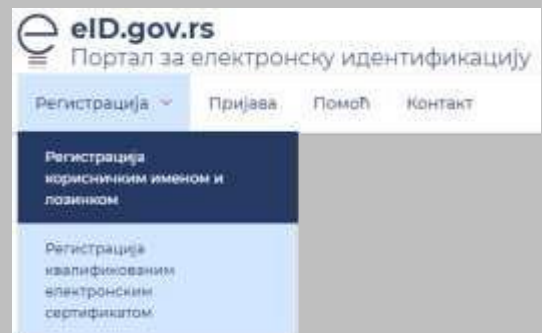 eID.gov.rs
Портал за електронску идентификацију
Регистрација Пријава Помоћ Контакт
Регистрација
корисничким именом и
лозинком
Регистрација
квалификованим
електронским
сертификатом